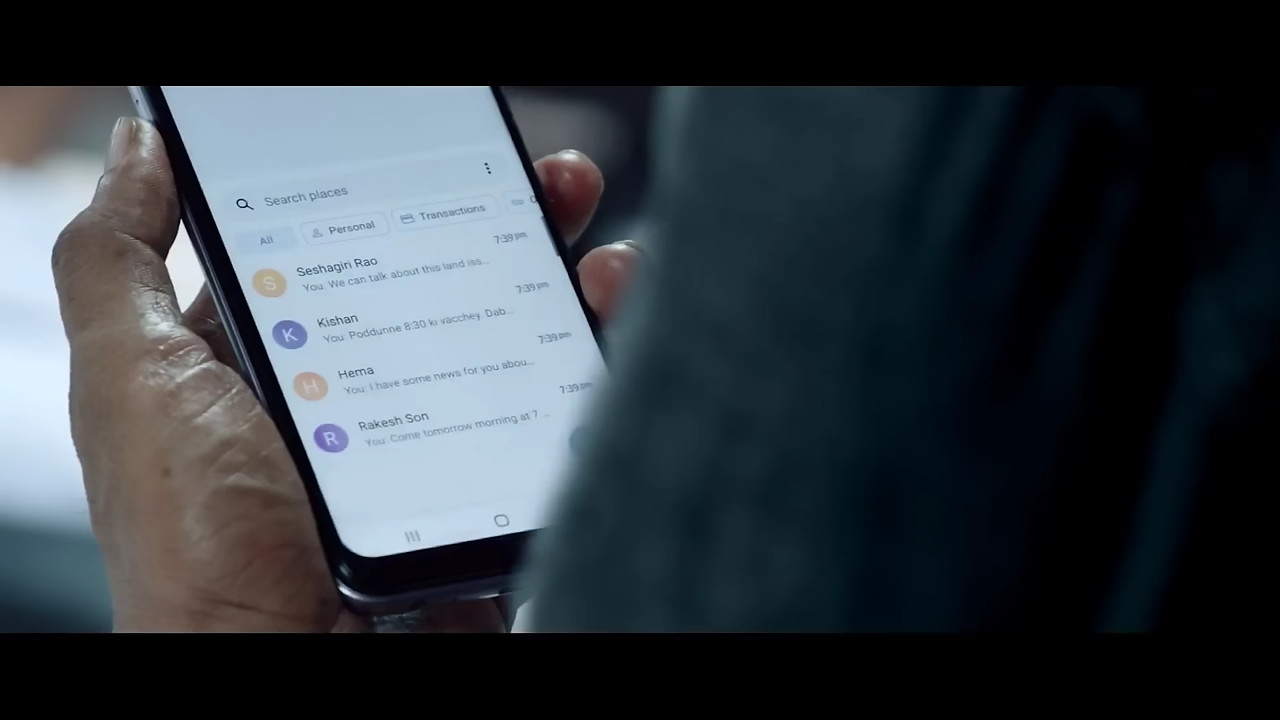 Search places
All Personal Transactions
Seshagiri Rao 7:39 pm
S You: We can talk about this land iss...
Kishan 7:39 pm
K You: Poddunne 8:30 ki vacchey. Dab...
Hema 7:39 pm
H You: I have some news for you abou...
Rakesh Son 7:39 pm
R You: Come tomorrow morning at 7 ...